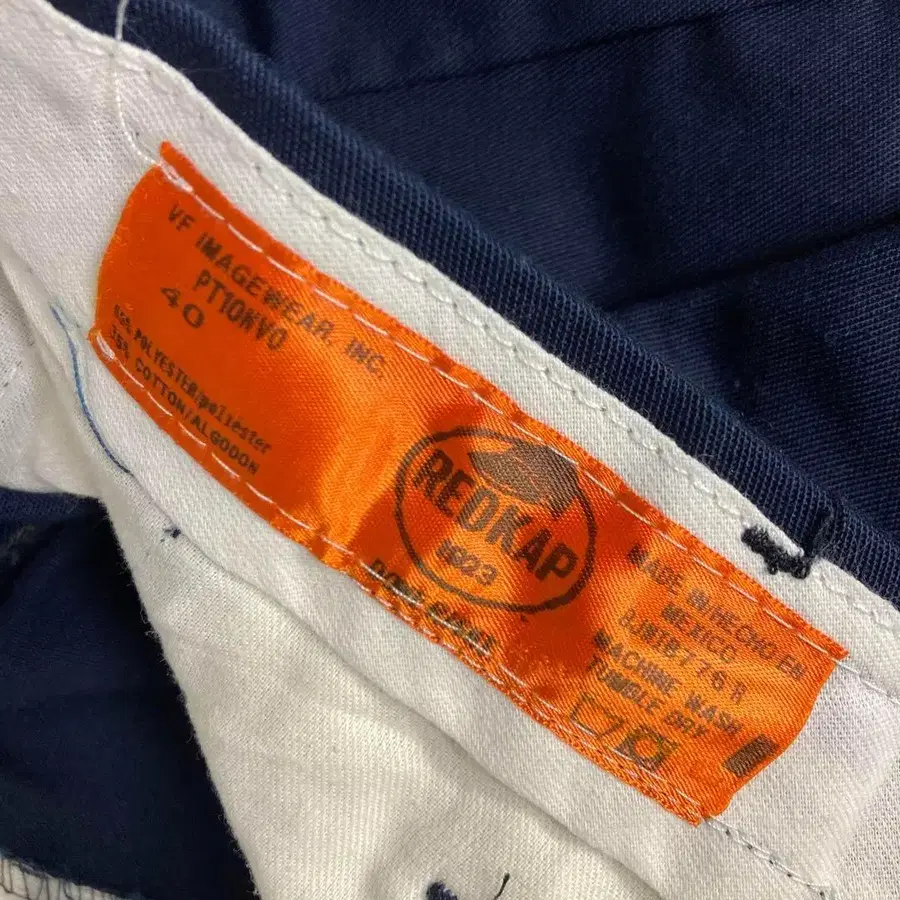 VF IMAGEWEAR, INC.
PT10NV0
40
65% POLYESTER/poliester
35% COTTON/ALGODON
REDKAP
1923
MADE IN/HECHO EN
MEXICO
MACHINE WASH
TUMBLE DRY